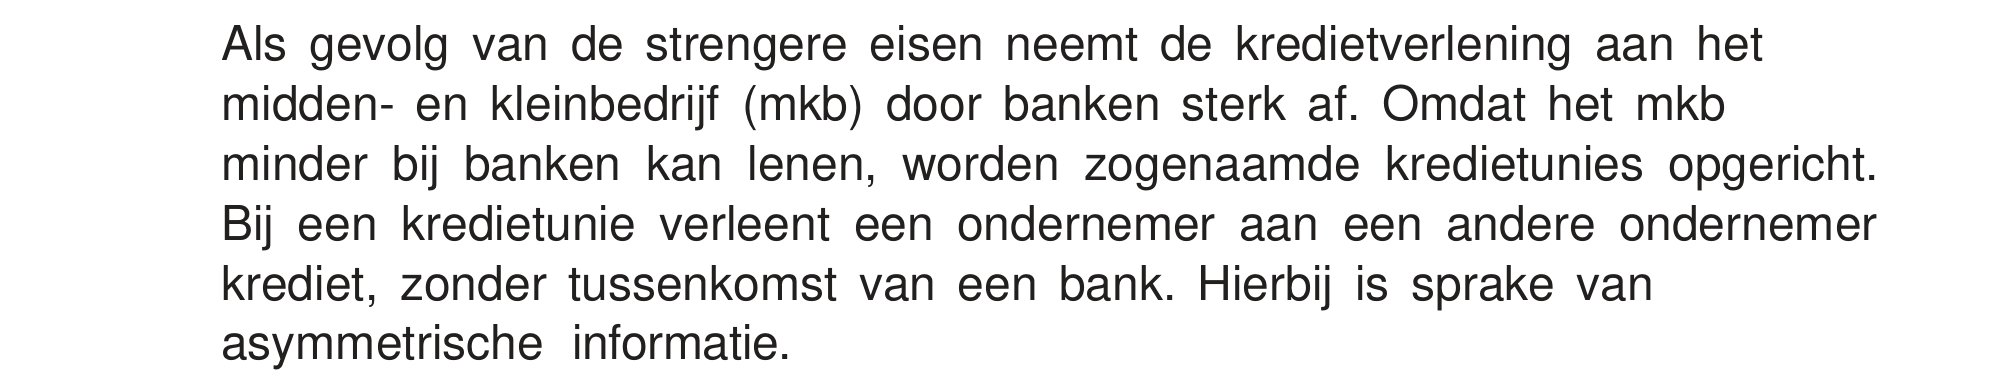 Als gevolg van de strengere eisen neemt de kredietverlening aan het
midden- en kleinbedrijf (mkb) door banken sterk af. Omdat het mkb
minder bij banken kan lenen, worden zogenaamde kredietunies opgericht.
Bij een kredietunie verleent een ondernemer aan een andere ondernemer
krediet, zonder tussenkomst van een bank. Hierbij is sprake van
asymmetrische informatie.